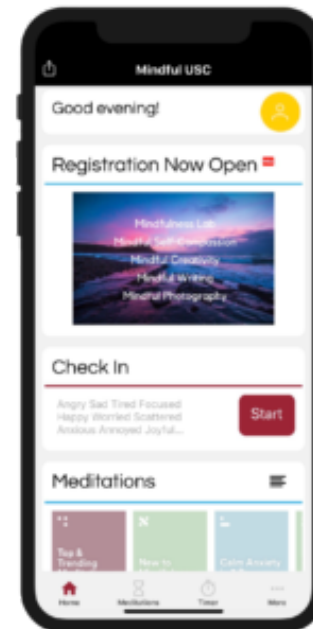 Mindful USC
Good evening!
Registration Now Open
Mindfulness Lab
Mindful Self-Compassion
Mindful Creativity
Mindful Writing
Mindful Photography
Check In
Angry Sad Tired Focused
Happy Worried Scattered
Anxious Annoyed Joyful...
Start
Meditations
Top &
Trending
New to
Calm Anxiety
Home
Meditations
Timer
More